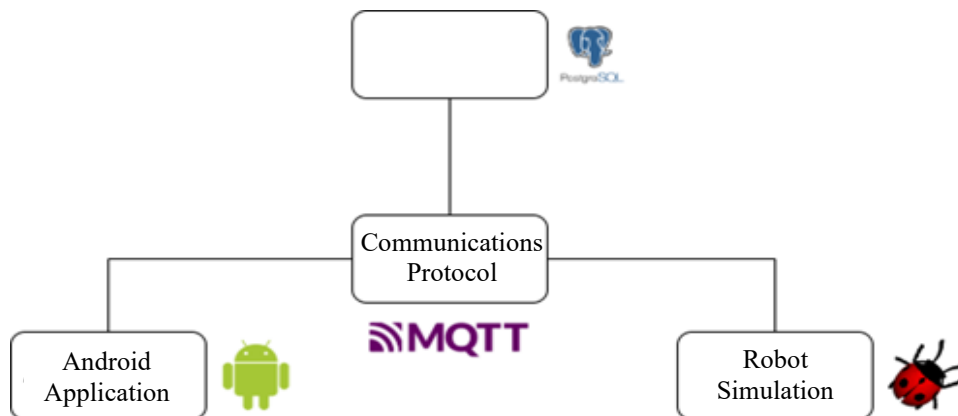 PostgreSQL
Communications
Protocol
MQTT
Android
Application
Robot
Simulation